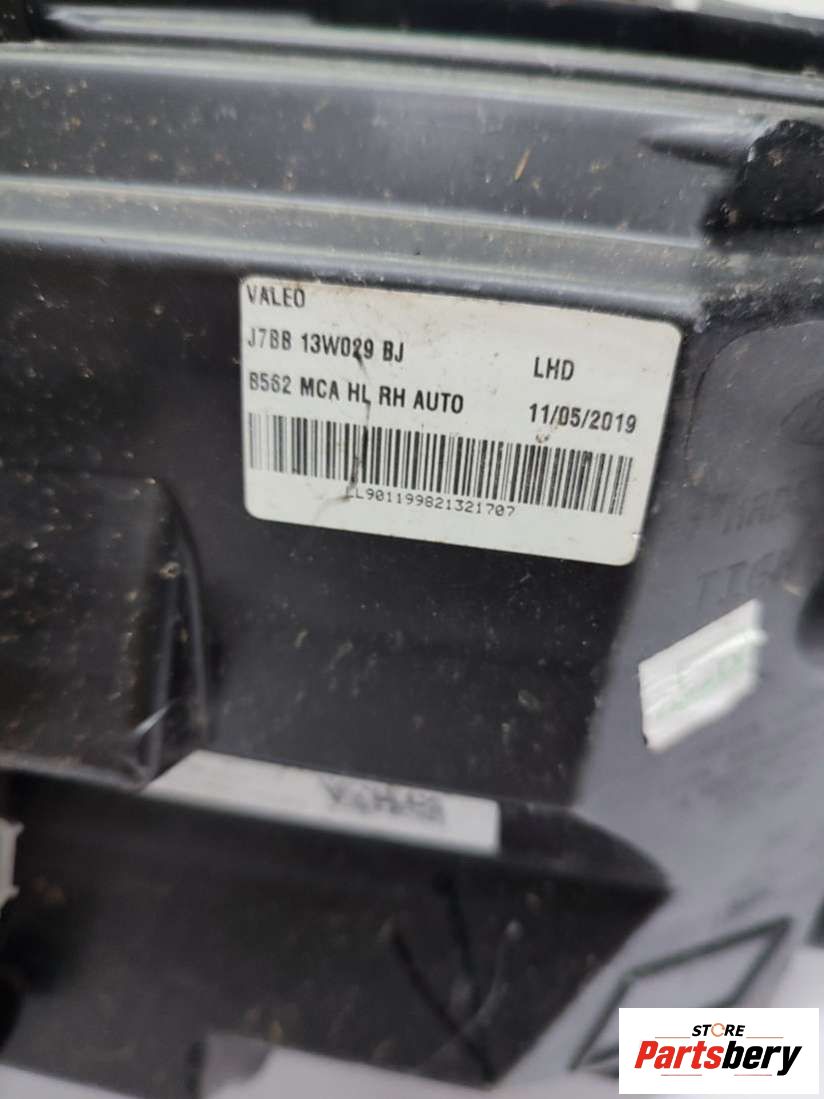 VALEO
J7BB 13W029 BJ LHD
B562 MCA HL RH AUTO 11/05/2019
LL901199821321707
STORE
Partsbery